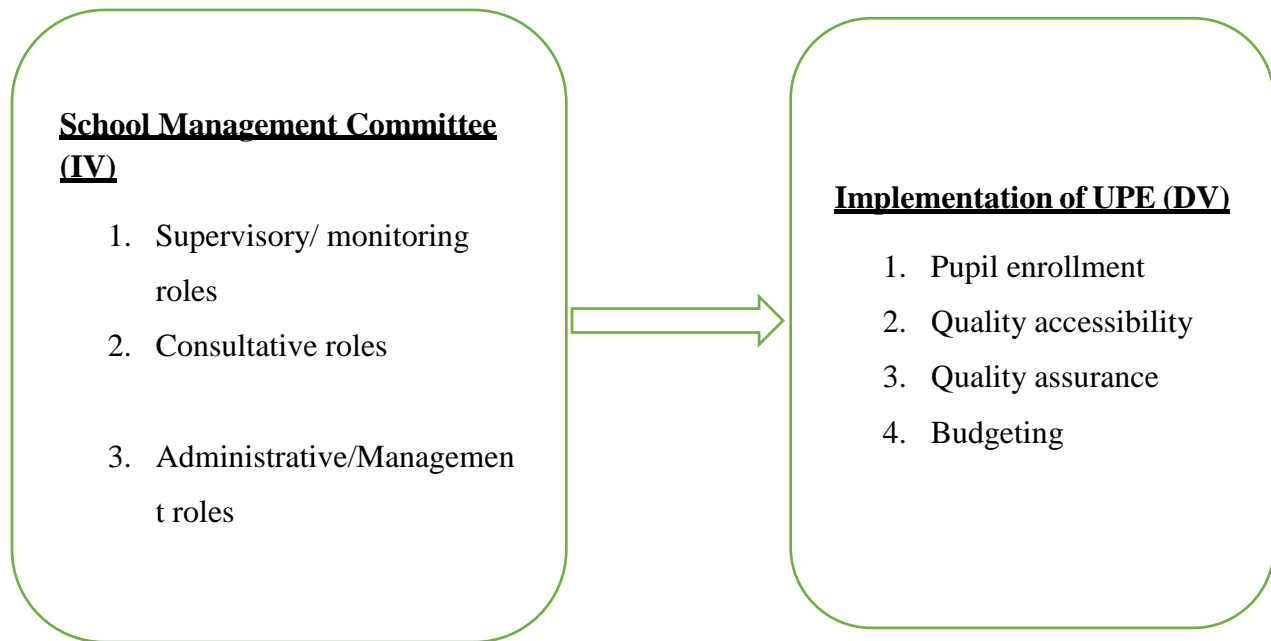 School Management Committee
(IV)
1. Supervisory/ monitoring
roles
2. Consultative roles
3. Administrative/Managemen
t roles
Implementation of UPE (DV)
1. Pupil enrollment
2. Quality accessibility
3. Quality assurance
4. Budgeting